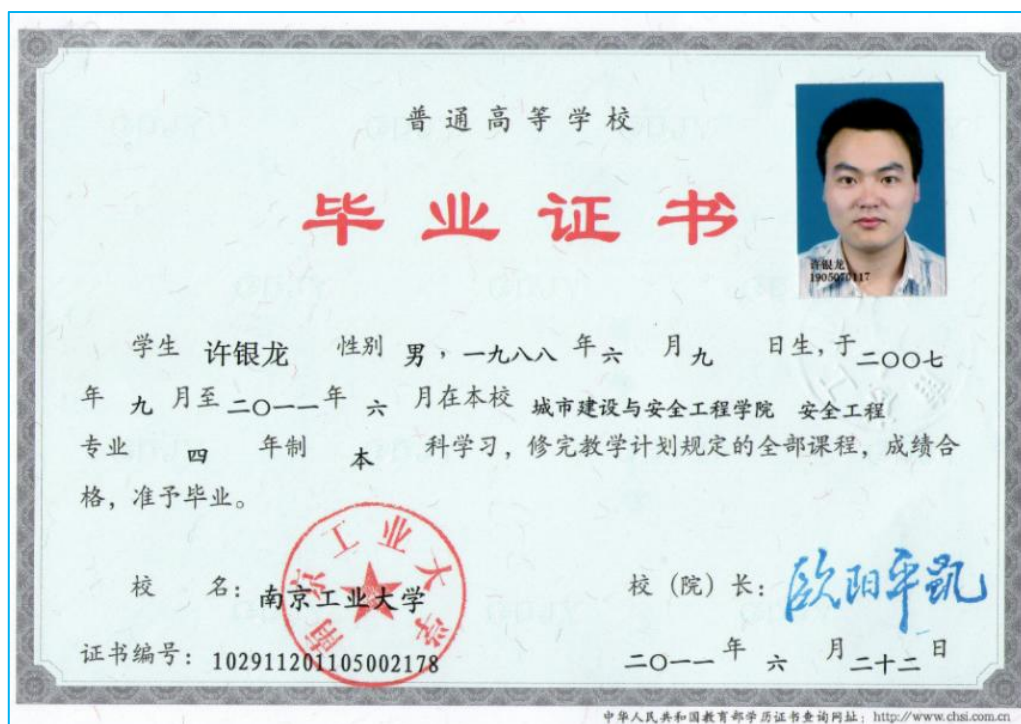 普通高等学校
毕业证书
许银龙
1905070117
学生 许银龙 性别 男，一九八八 年 六 月 九 日生，于 二〇〇七
年 九 月至 二〇一一 年 六 月在本校 城市建设与安全工程学院 安全工程
专业 四 年制 本 科学习，修完教学计划规定的全部课程，成绩合
格，准予毕业。
南京工业大学
校 名：南京工业大学 校（院）长：欧阳平凯
证书编号：102911201105002178 二〇一一 年 六 月 二十二 日
中华人民共和国教育部学历证书查询网址：http://www.chsi.com.cn